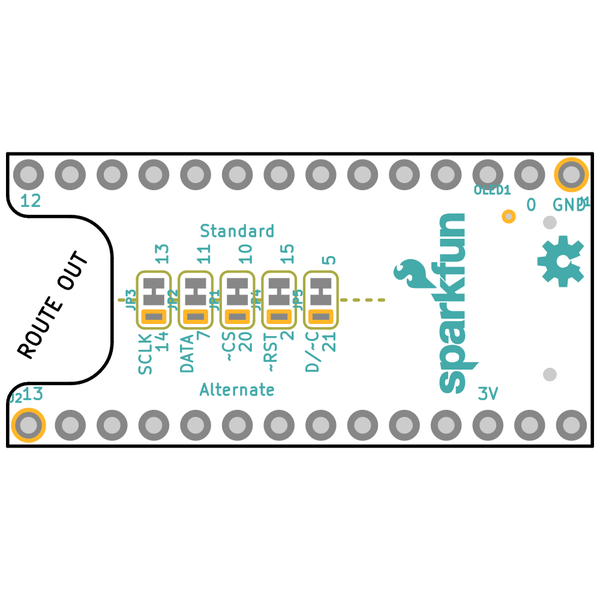 OLED1
12
0
GND
J1
Standard
13
11
10
15
5
JP3
JP2
JP1
JP4
JP5
ROUTE OUT
SCLK
14
DATA
7
~CS
20
~RST
2
D/~C
21
Alternate
sparkfun
J2
13
3V